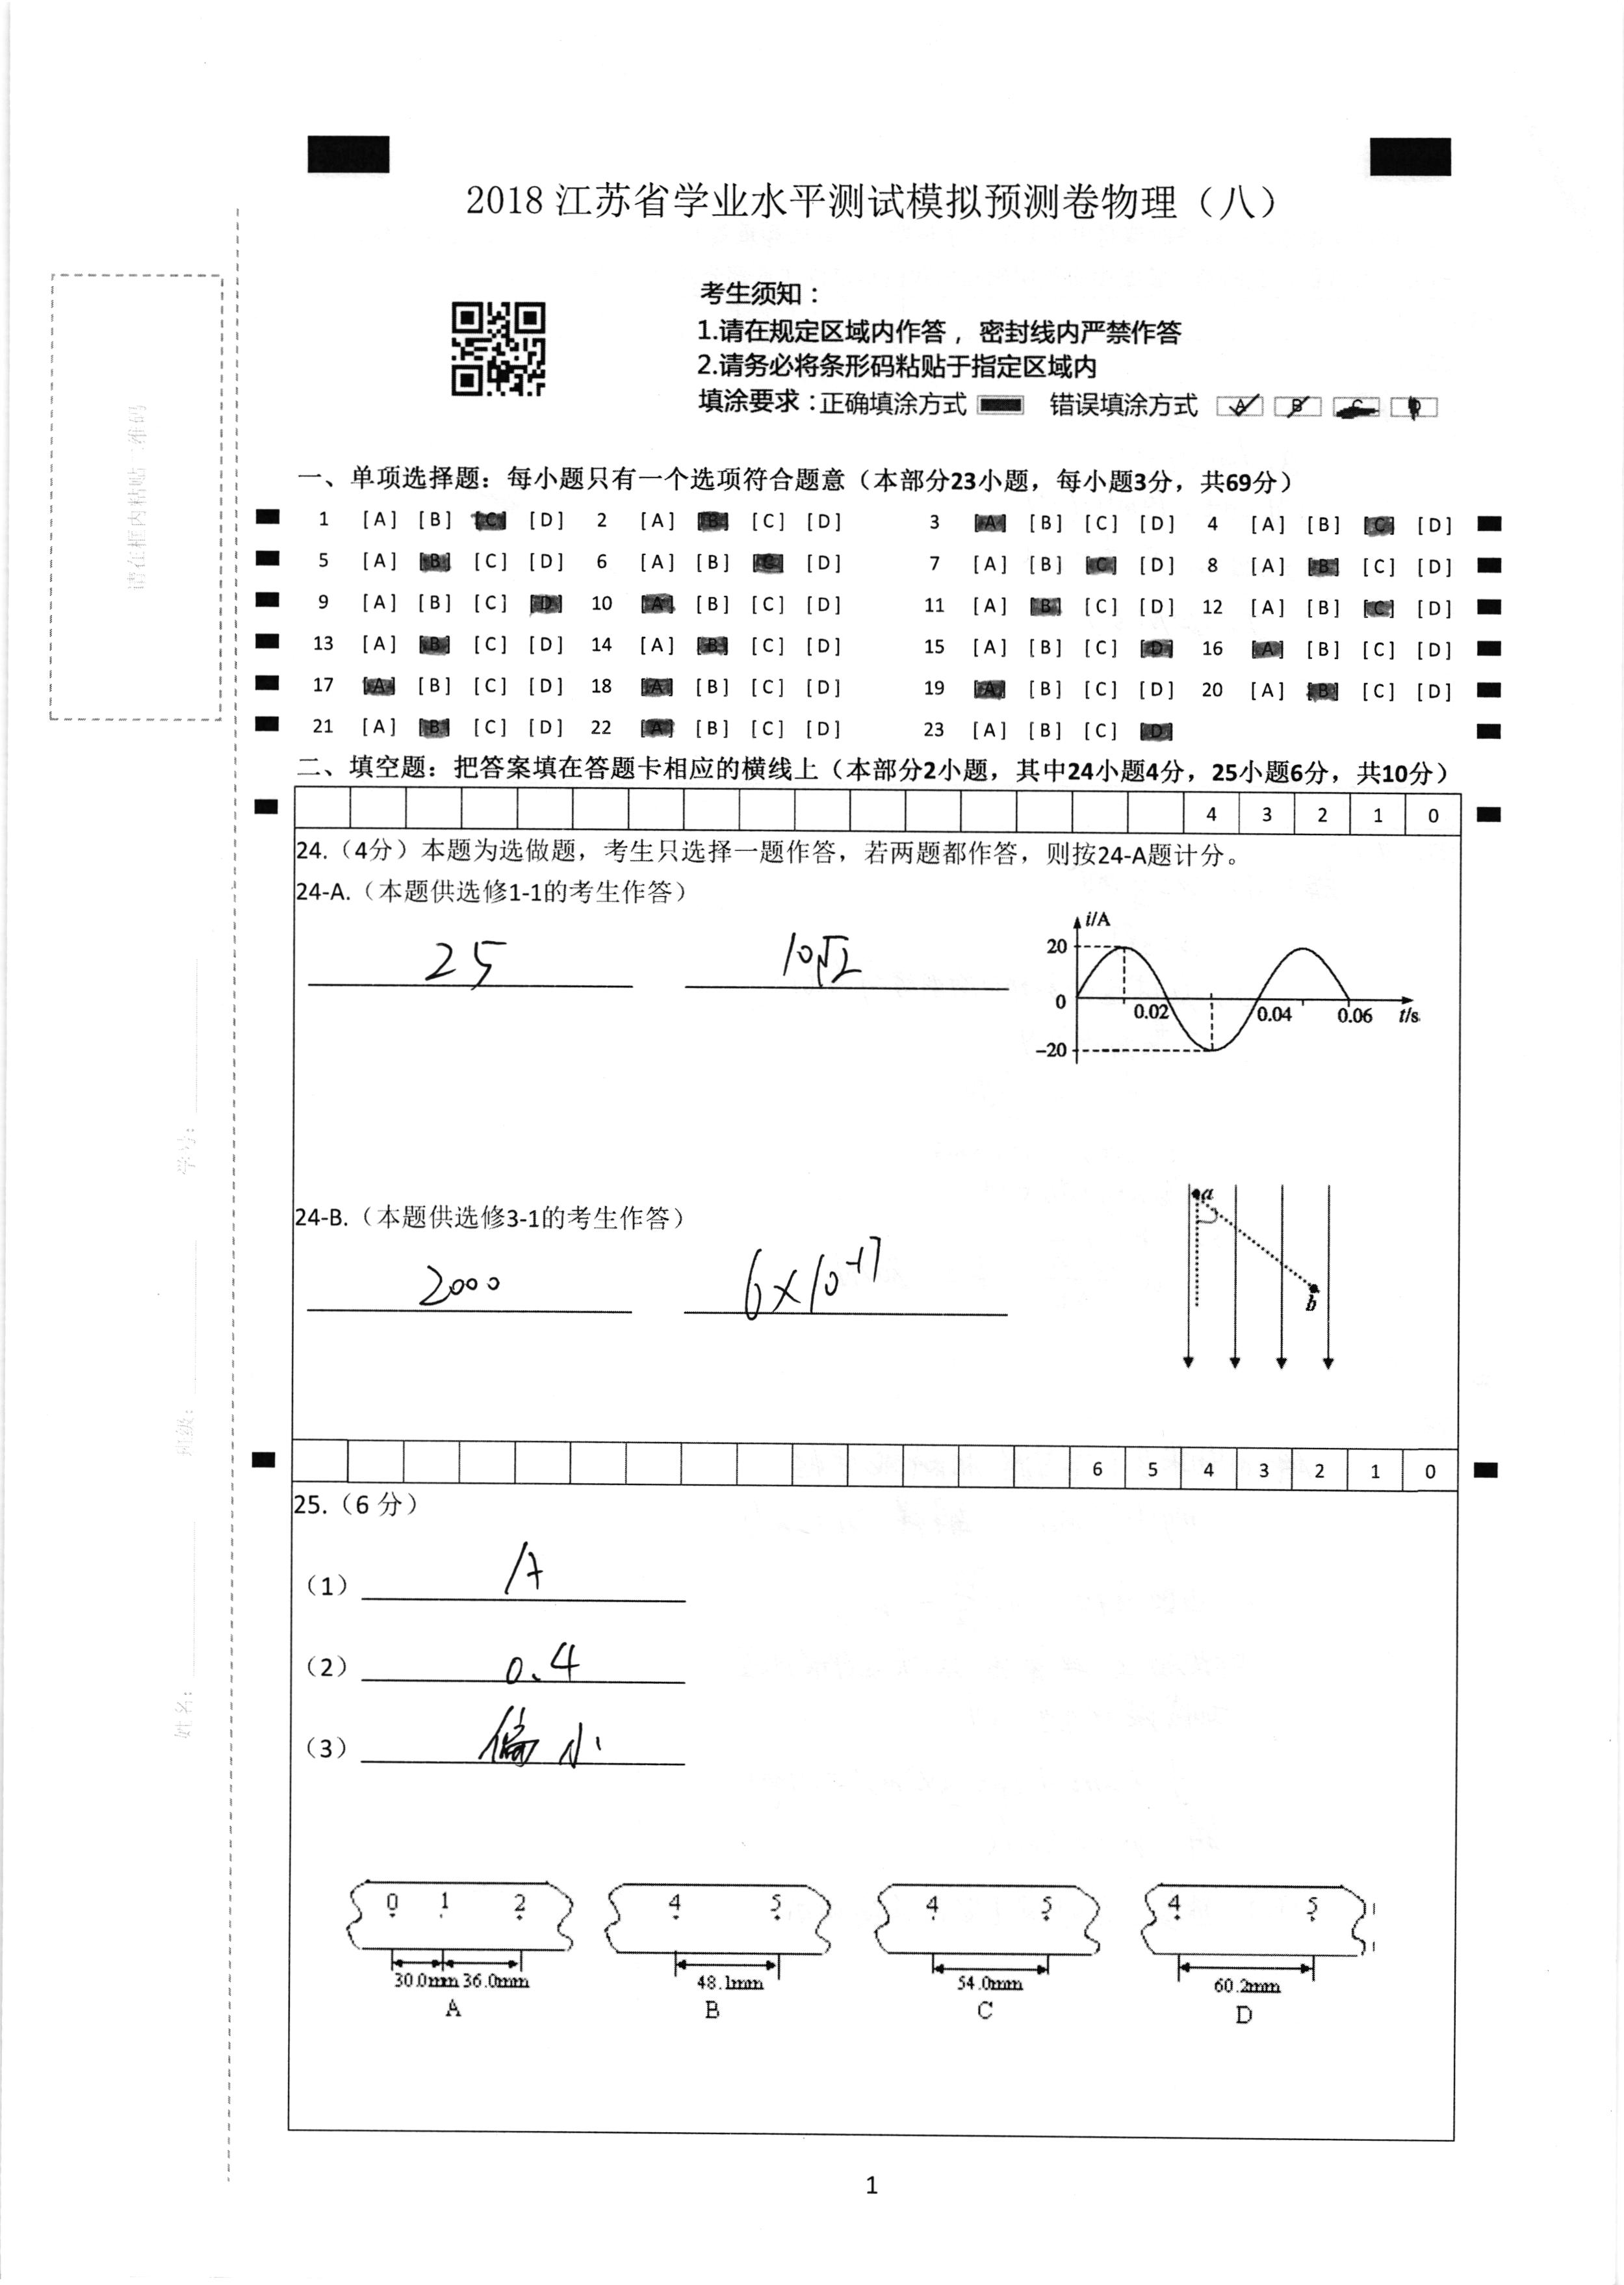 2018 江苏省学业水平测试模拟预测卷物理（八）
考生须知：
1.请在规定区域内作答，密封线内严禁作答
2.请务必将条形码粘贴于指定区域内
填涂要求：正确填涂方式 错误填涂方式 A B C D
请在框内粘贴二维码
一、单项选择题：每小题只有一个选项符合题意（本部分23小题，每小题3分，共69分）
1 [A] [B] [C] [D] 2 [A] [B] [C] [D] 3 [A] [B] [C] [D] 4 [A] [B] [C] [D]
5 [A] [B] [C] [D] 6 [A] [B] [C] [D] 7 [A] [B] [C] [D] 8 [A] [B] [C] [D]
9 [A] [B] [C] [D] 10 [A] [B] [C] [D] 11 [A] [B] [C] [D] 12 [A] [B] [C] [D]
13 [A] [B] [C] [D] 14 [A] [B] [C] [D] 15 [A] [B] [C] [D] 16 [A] [B] [C] [D]
17 [A] [B] [C] [D] 18 [A] [B] [C] [D] 19 [A] [B] [C] [D] 20 [A] [B] [C] [D]
21 [A] [B] [C] [D] 22 [A] [B] [C] [D] 23 [A] [B] [C] [D]
二、填空题：把答案填在答题卡相应的横线上（本部分2小题，其中24小题4分，25小题6分，共10分）
4 3 2 1 0
24.（4分）本题为选做题，考生只选择一题作答，若两题都作答，则按24-A题计分。
24-A.（本题供选修1-1的考生作答）
25 10√2
i/A
20
0 0.02 0.04 0.06 t/s
-20
学号：
24-B.（本题供选修3-1的考生作答）
2000 6×10⁻¹⁷
a
b
班级：
6 5 4 3 2 1 0
25.（6 分）
（1） A
（2） 0.4
（3） 偏小
姓名：
0 1 2 4 5 4 5 4 5
30.0mm 36.0mm 48.1mm 54.0mm 60.2mm
A B C D
1